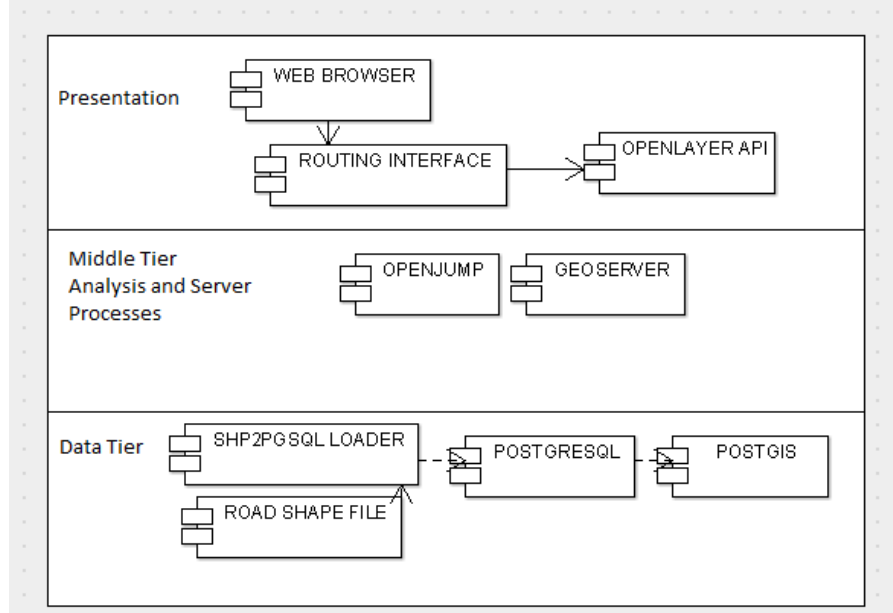 Presentation
WEB BROWSER
ROUTING INTERFACE
OPENLAYER API
Middle Tier
Analysis and Server
Processes
OPENJUMP
GEOSERVER
Data Tier
SHP2PGSQL LOADER
POSTGRESQL
POSTGIS
ROAD SHAPE FILE